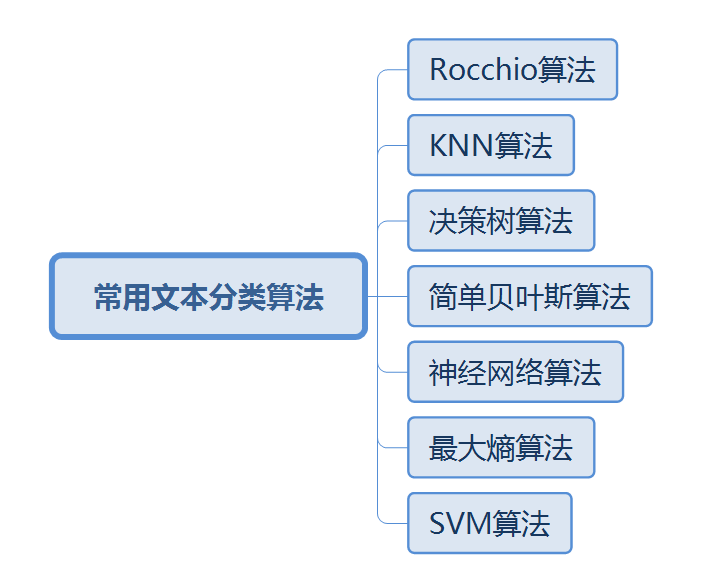 常用文本分类算法
Rocchio算法
KNN算法
决策树算法
简单贝叶斯算法
神经网络算法
最大熵算法
SVM算法